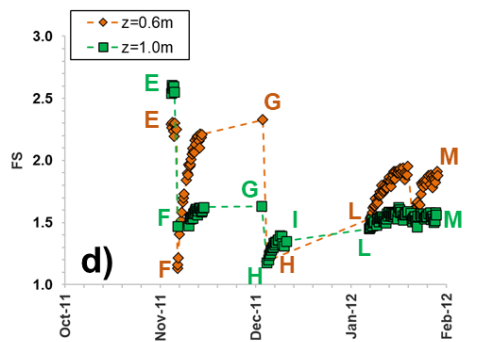 z=0.6m
z=1.0m
3.0
2.5
2.0
1.5
1.0
FS
E
E
F
F
G
G
H
H
I
L
L
M
M
d)
Oct-11
Nov-11
Dec-11
Jan-12
Feb-12